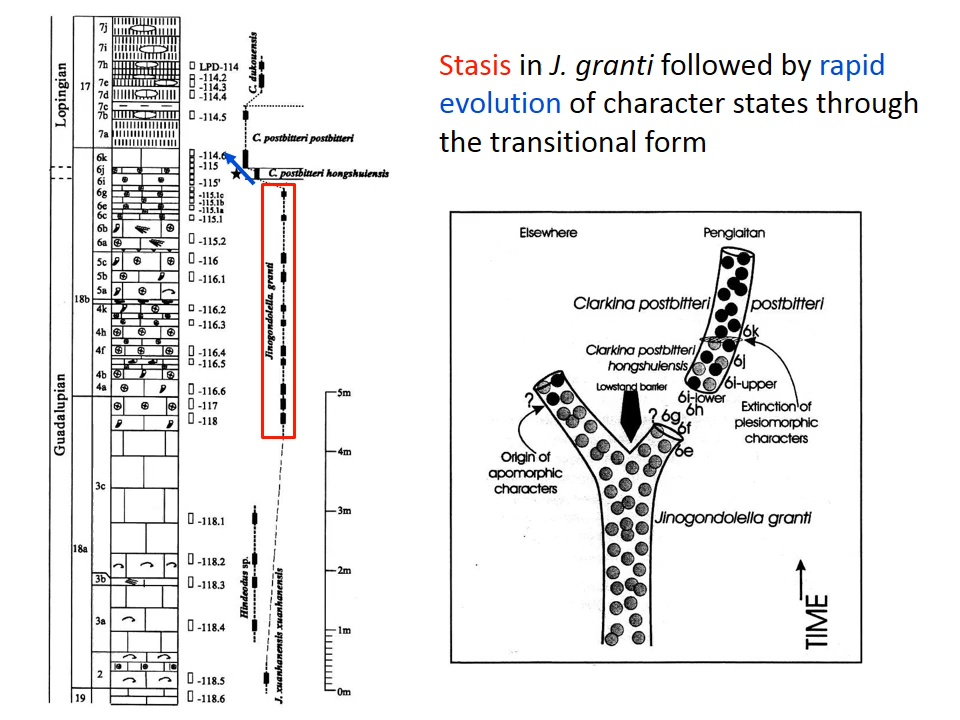 Stasis in J. granti followed by rapid
evolution of character states through
the transitional form
Lopingian
Guadalupian
17
18b
18a
19
7j
7i
7h
7e
7d
7c
7b
7a
6k
6j
6i
6g
6e
6c
6b
6a
5c
5b
5a
4k
4h
4f
4b
4a
3c
3b
3a
2
LPD-114
-114.2
-114.3
-114.4
-114.5
-114.6
-115
-115'
-115.1c
-115.1b
-115.1a
-115.1
-115.2
-116
-116.1
-116.2
-116.3
-116.4
-116.5
-116.6
-117
-118
-118.1
-118.2
-118.3
-118.4
-118.5
-118.6
C. dukouensis
C. postbitteri postbitteri
C. postbitteri hongshuiensis
Jinogondolella. granti
Hindeodus sp.
J. xuanhanensis xuanhanensis
5m
4m
3m
2m
1m
0m
Elsewhere
Penglaitan
Clarkina postbitteri
postbitteri
6k
Clarkina postbitteri
hongshuiensis
6j
Lowstand barrier
6i-upper
6i-lower
6h
? 6g
6f
6e
?
Extinction of
plesiomorphic
characters
Origin of
apomorphic
characters
Jinogondolella granti
TIME